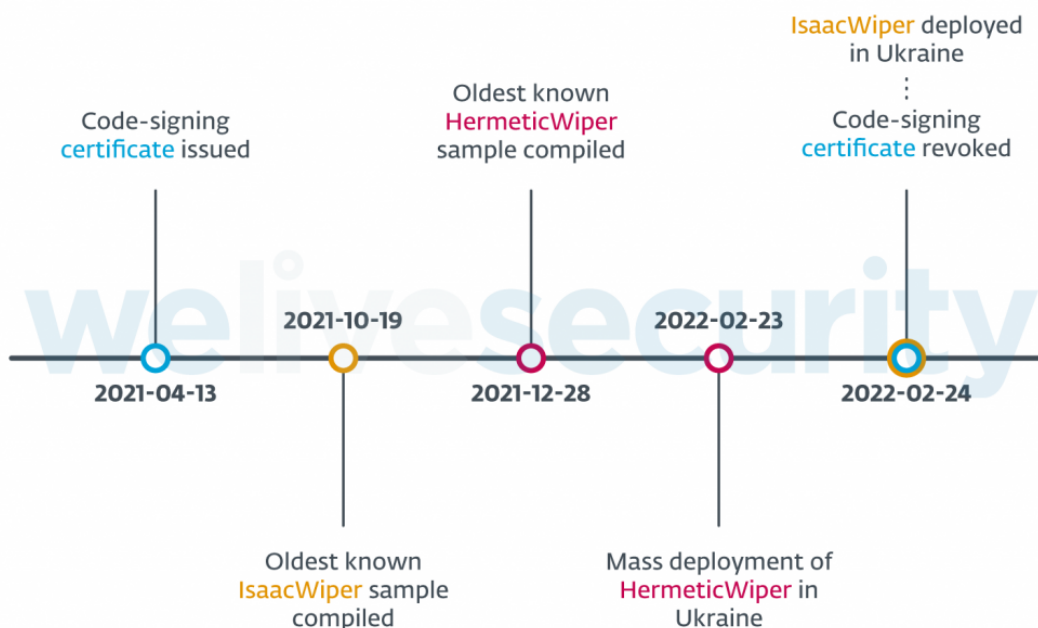 Code-signing
certificate issued
2021-04-13
2021-10-19
Oldest known
IsaacWiper sample
compiled
Oldest known
HermeticWiper
sample compiled
2021-12-28
2022-02-23
Mass deployment of
HermeticWiper in
Ukraine
IsaacWiper deployed
in Ukraine
Code-signing
certificate revoked
2022-02-24
welivesecurity